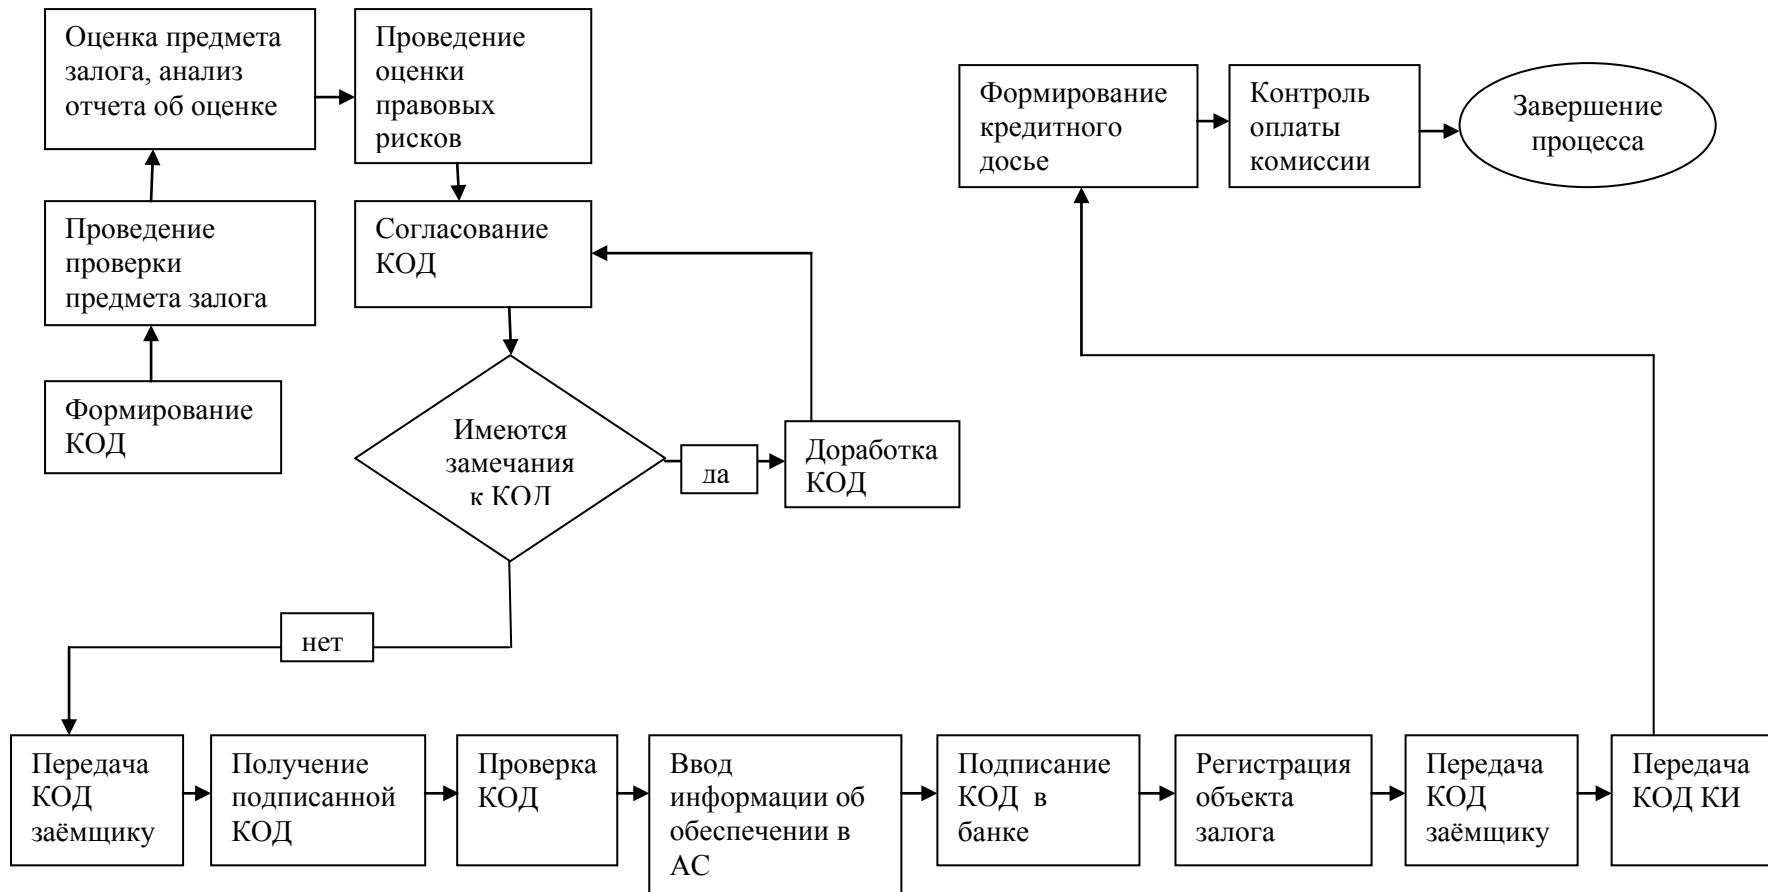 Оценка предмета
залога, анализ
отчета об оценке
Проведение
оценки
правовых
рисков
Формирование
кредитного
досье
Контроль
оплаты
комиссии
Завершение
процесса
Проведение
проверки
предмета залога
Согласование
КОД
Формирование
КОД
Имеются
замечания
к КОД
да
Доработка
КОД
нет
Передача
КОД
заёмщику
Получение
подписанной
КОД
Проверка
КОД
Ввод
информации об
обеспечении в
АС
Подписание
КОД в
банке
Регистрация
объекта
залога
Передача
КОД
заёмщику
Передача
КОД КИ